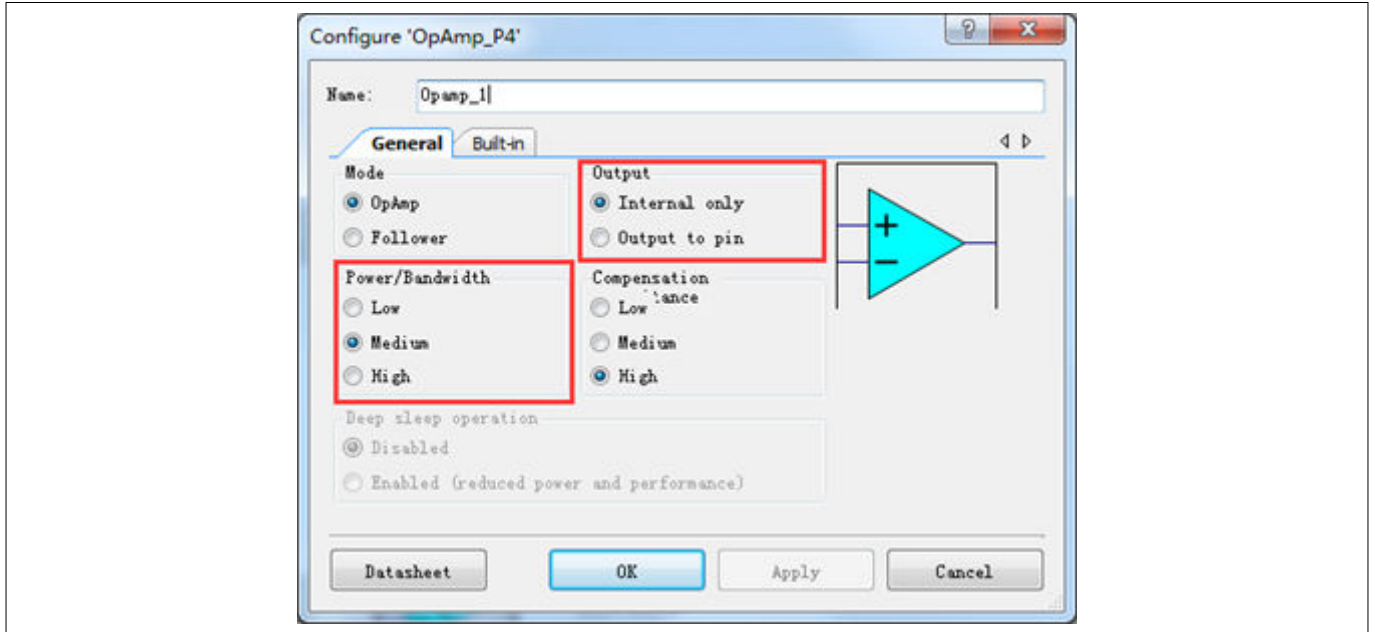 Configure 'OpAmp_P4'
Name: Opamp_1
General Built-in
Mode
OpAmp
Follower
Output
Internal only
Output to pin
Power/Bandwidth
Low
Medium
High
Compensation
Low
Medium
High
Deep sleep operation
Disabled
Enabled (reduced power and performance)
+
−
Datasheet OK Apply Cancel